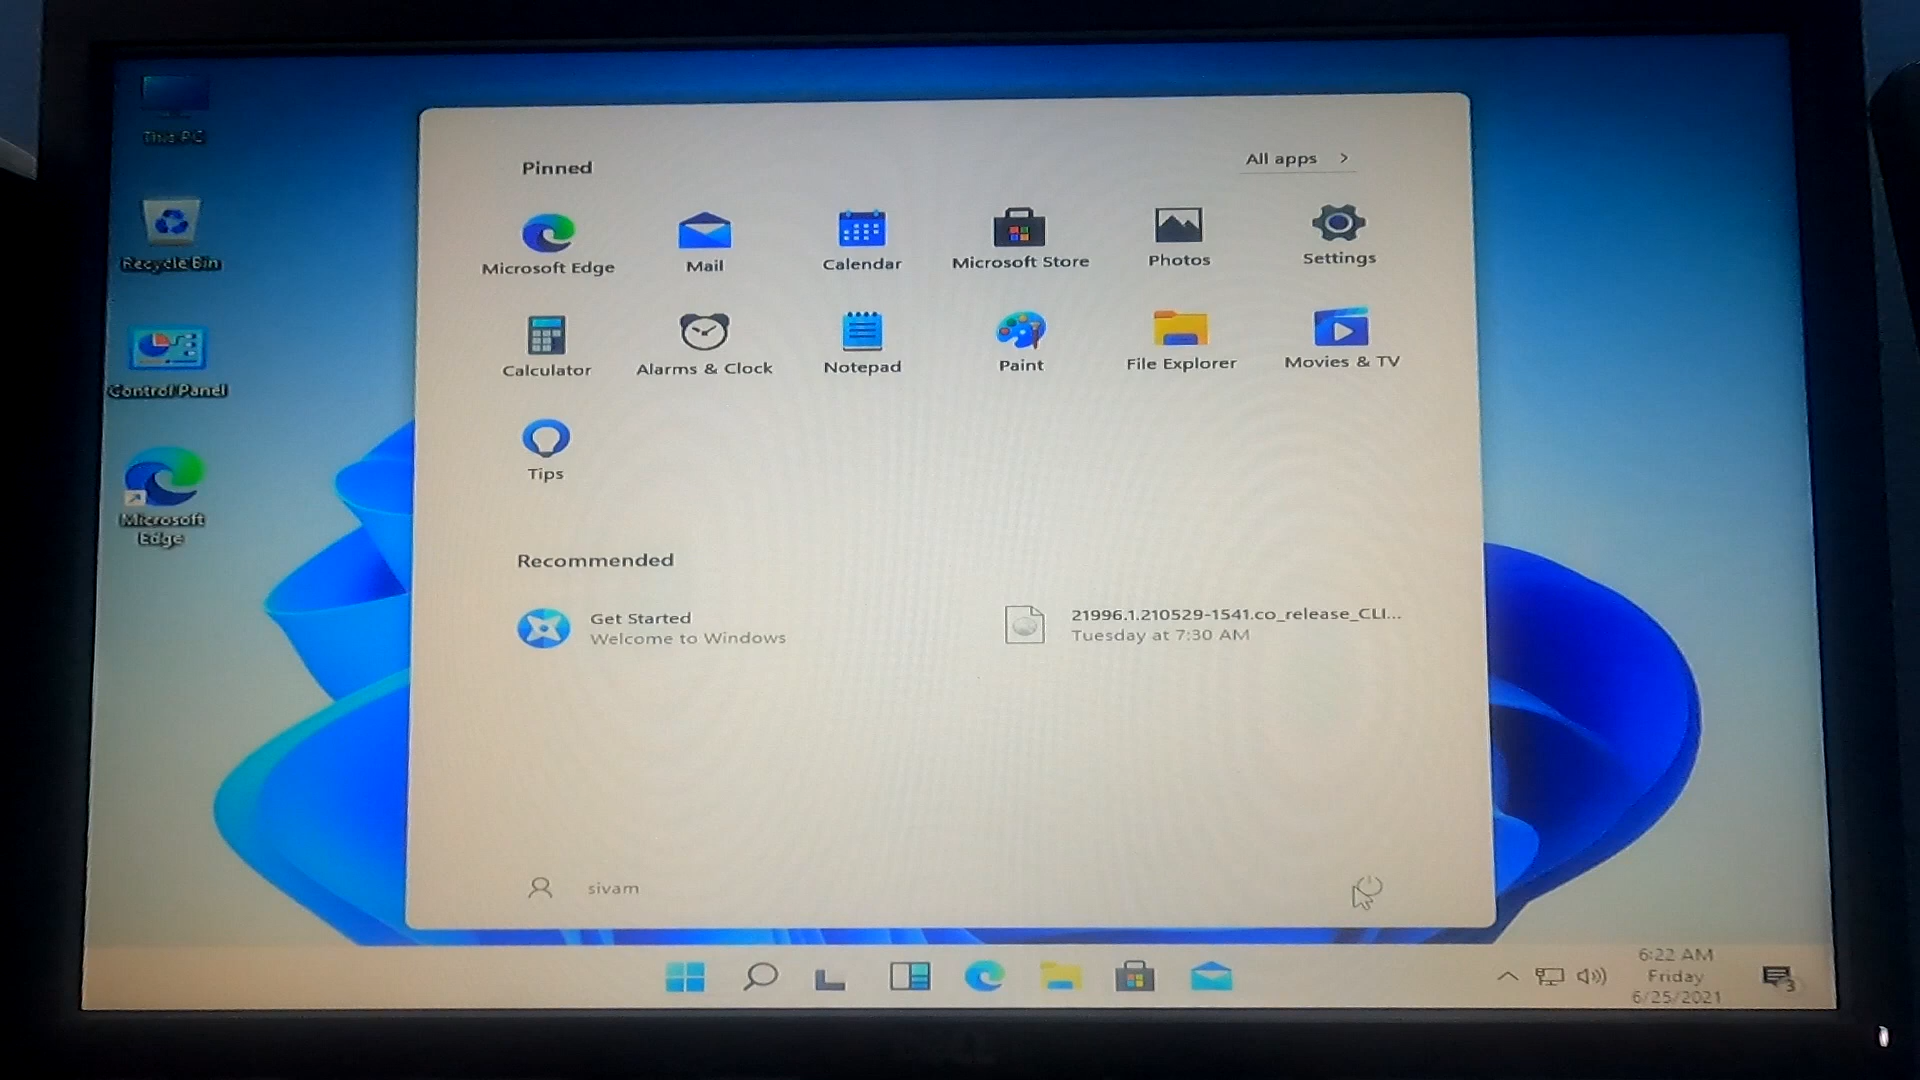 This PC
Recycle Bin
Control Panel
Microsoft
Edge
Pinned
All apps
Microsoft Edge
Mail
Calendar
Microsoft Store
Photos
Settings
Calculator
Alarms & Clock
Notepad
Paint
File Explorer
Movies & TV
Tips
Recommended
Get Started
Welcome to Windows
21996.1.210529-1541.co_release_CLI...
Tuesday at 7:30 AM
sivam
6:22 AM
Friday
6/25/2021
3